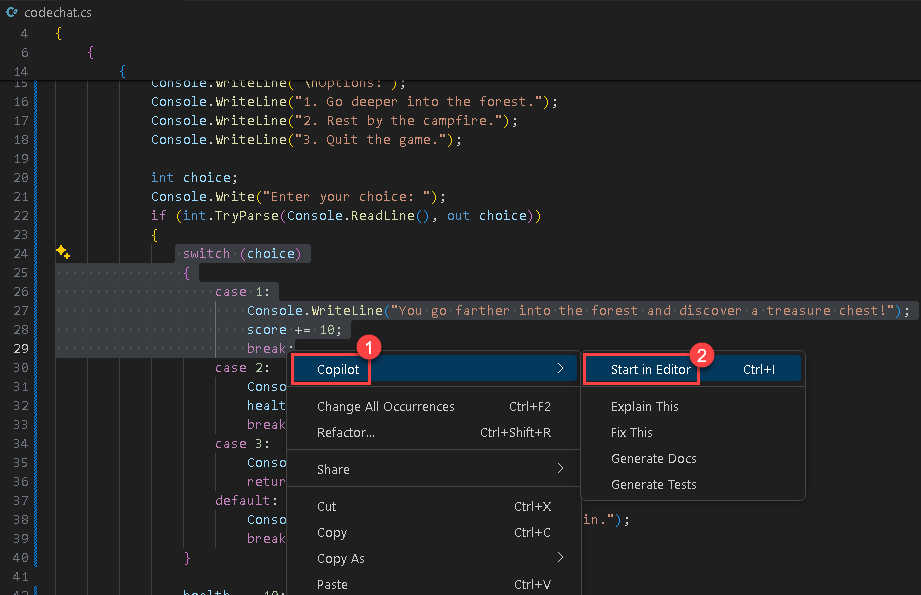 codechat.cs
4 {
6 {
14 {
15 Console.WriteLine("\nOptions:");
16 Console.WriteLine("1. Go deeper into the forest.");
17 Console.WriteLine("2. Rest by the campfire.");
18 Console.WriteLine("3. Quit the game.");
19
20 int choice;
21 Console.Write("Enter your choice: ");
22 if (int.TryParse(Console.ReadLine(), out choice))
23 {
24 switch (choice)
25 {
26 case 1:
27 Console.WriteLine("You go farther into the forest and discover a treasure chest!");
28 score += 10;
29 break;
30 case 2:
31 Conso
32 healt
33 break
34 case 3:
35 Conso
36 retur
37 default:
38 Conso in.");
39 break
40 }
41
42 health -= 10;
1
Copilot
Change All Occurrences Ctrl+F2
Refactor... Ctrl+Shift+R
Share
Cut Ctrl+X
Copy Ctrl+C
Copy As
Paste Ctrl+V
2
Start in Editor Ctrl+I
Explain This
Fix This
Generate Docs
Generate Tests